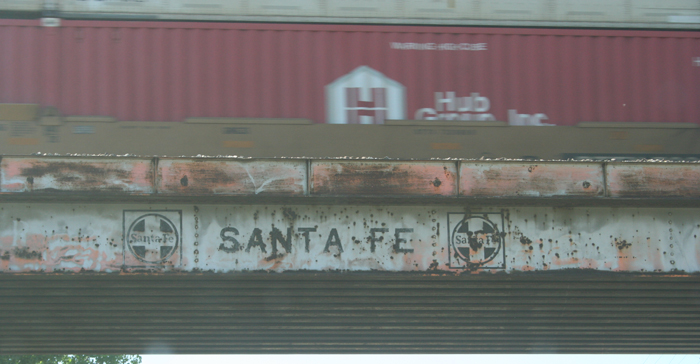 Hub
Group Inc
Santa Fe
SANTA FE
Santa Fe